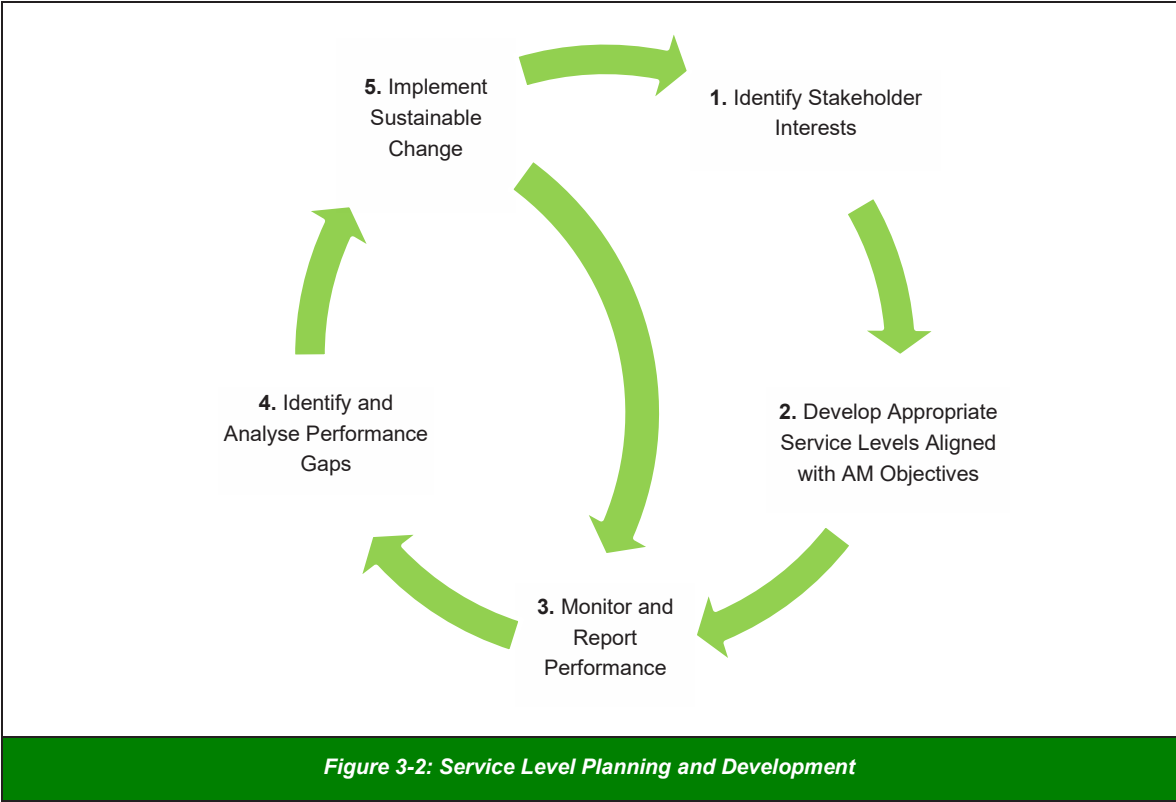 1. Identify Stakeholder
Interests
2. Develop Appropriate
Service Levels Aligned
with AM Objectives
3. Monitor and
Report
Performance
4. Identify and
Analyse Performance
Gaps
5. Implement
Sustainable
Change
Figure 3-2: Service Level Planning and Development